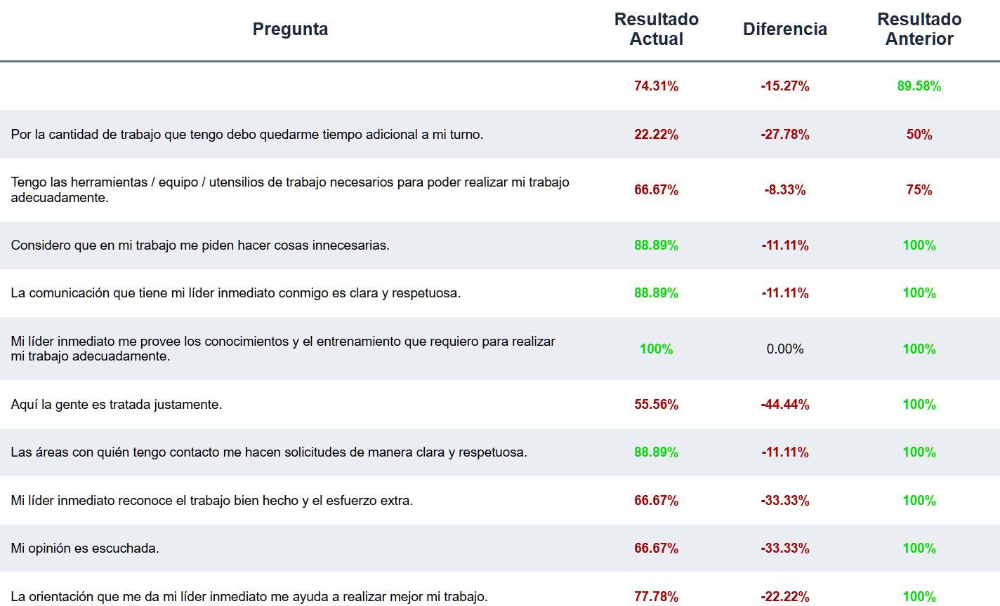 Pregunta Resultado Actual Diferencia Resultado Anterior
74.31% -15.27% 89.58%
Por la cantidad de trabajo que tengo debo quedarme tiempo adicional a mi turno. 22.22% -27.78% 50%
Tengo las herramientas / equipo / utensilios de trabajo necesarios para poder realizar mi trabajo
adecuadamente. 66.67% -8.33% 75%
Considero que en mi trabajo me piden hacer cosas innecesarias. 88.89% -11.11% 100%
La comunicación que tiene mi líder inmediato conmigo es clara y respetuosa. 88.89% -11.11% 100%
Mi líder inmediato me provee los conocimientos y el entrenamiento que requiero para realizar
mi trabajo adecuadamente. 100% 0.00% 100%
Aquí la gente es tratada justamente. 55.56% -44.44% 100%
Las áreas con quién tengo contacto me hacen solicitudes de manera clara y respetuosa. 88.89% -11.11% 100%
Mi líder inmediato reconoce el trabajo bien hecho y el esfuerzo extra. 66.67% -33.33% 100%
Mi opinión es escuchada. 66.67% -33.33% 100%
La orientación que me da mi líder inmediato me ayuda a realizar mejor mi trabajo. 77.78% -22.22% 100%